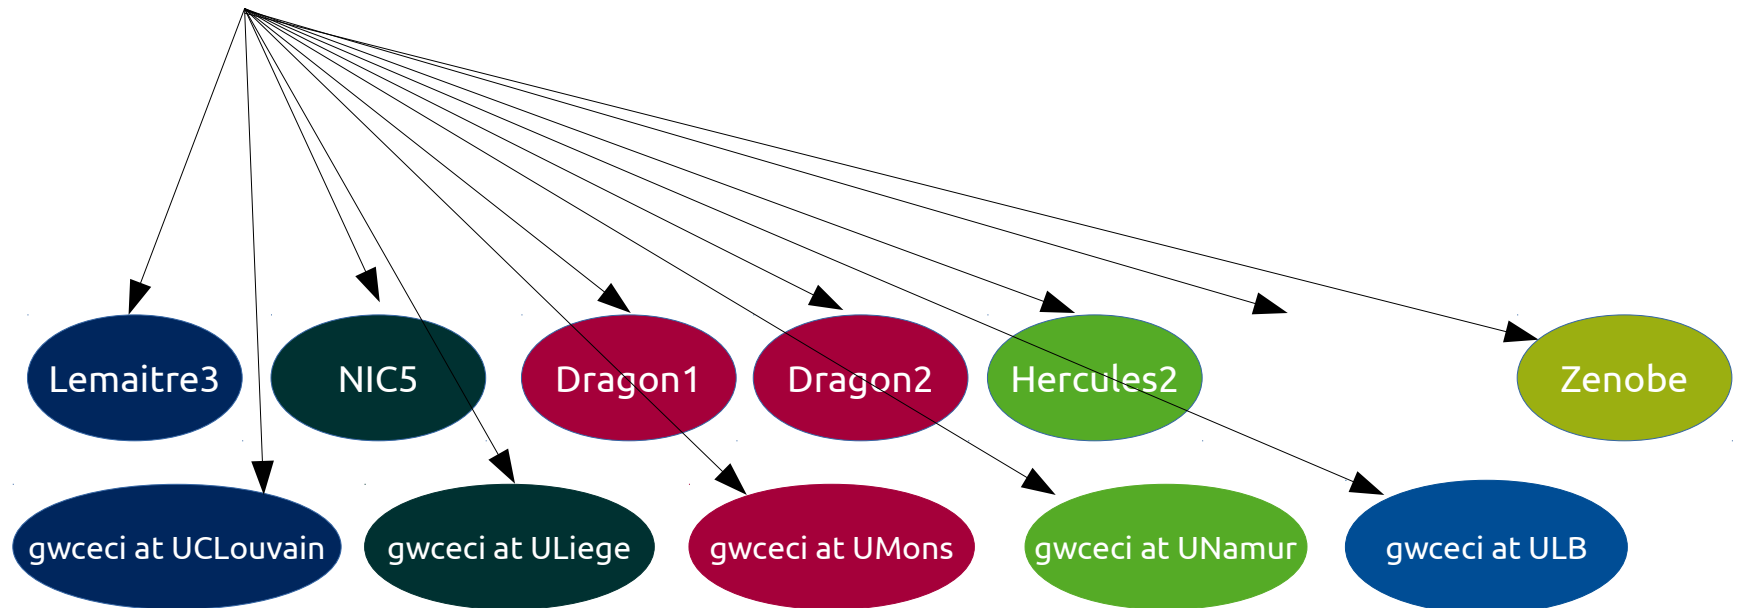 Lemaitre3
NIC5
Dragon1
Dragon2
Hercules2
Zenobe
gwceci at UCLouvain
gwceci at ULiege
gwceci at UMons
gwceci at UNamur
gwceci at ULB